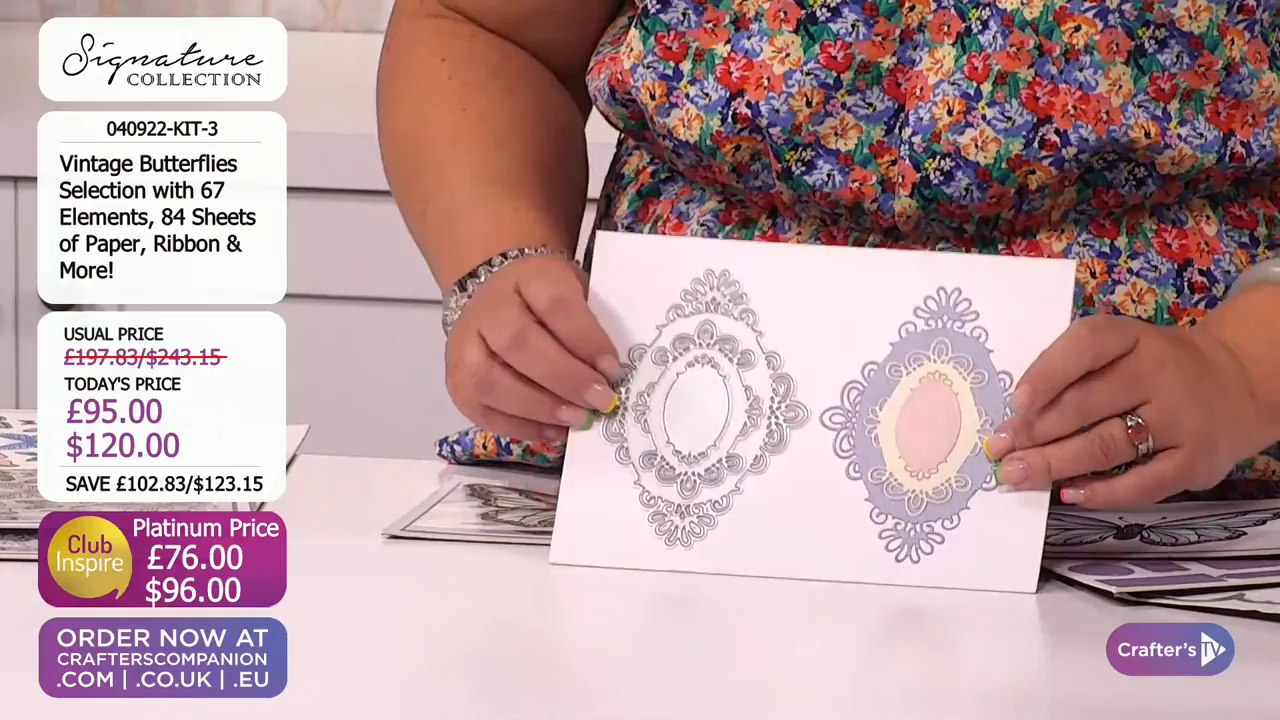 Signature
COLLECTION
040922-KIT-3
Vintage Butterflies
Selection with 67
Elements, 84 Sheets
of Paper, Ribbon &
More!
USUAL PRICE
£197.83/$243.15
TODAY'S PRICE
£95.00
$120.00
SAVE £102.83/$123.15
Club
Inspire
Platinum Price
£76.00
$96.00
ORDER NOW AT
CRAFTERSCOMPANION
.COM | .CO.UK | .EU
Crafter's TV